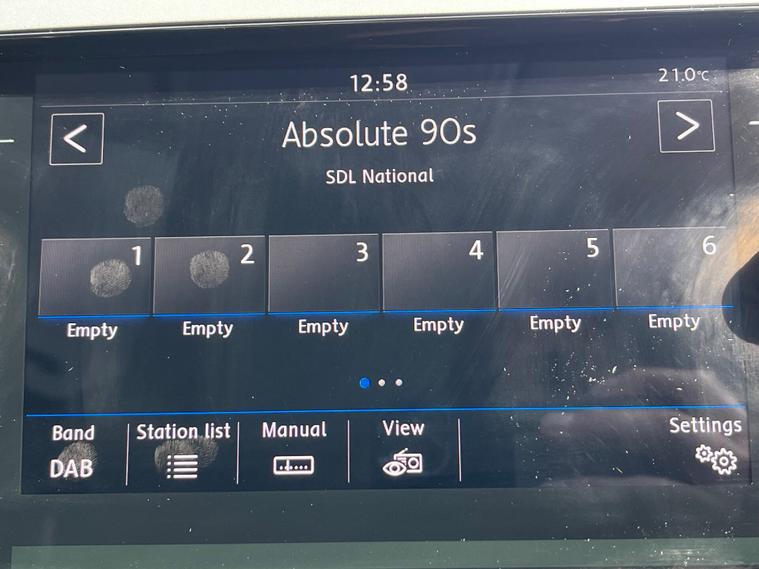 12:58 21.0°C
< Absolute 90s >
SDL National
1 2 3 4 5 6
Empty Empty Empty Empty Empty Empty
Band Station list Manual View Settings
DAB